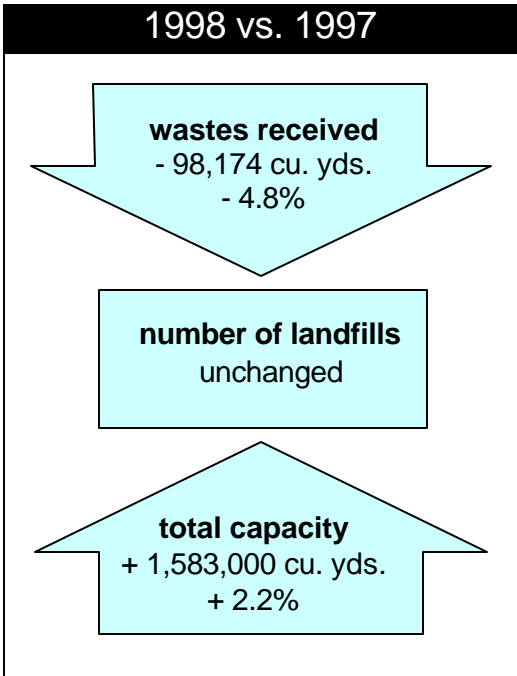 1998 vs. 1997
wastes received
- 98,174 cu. yds.
- 4.8%
number of landfills
unchanged
total capacity
+ 1,583,000 cu. yds.
+ 2.2%